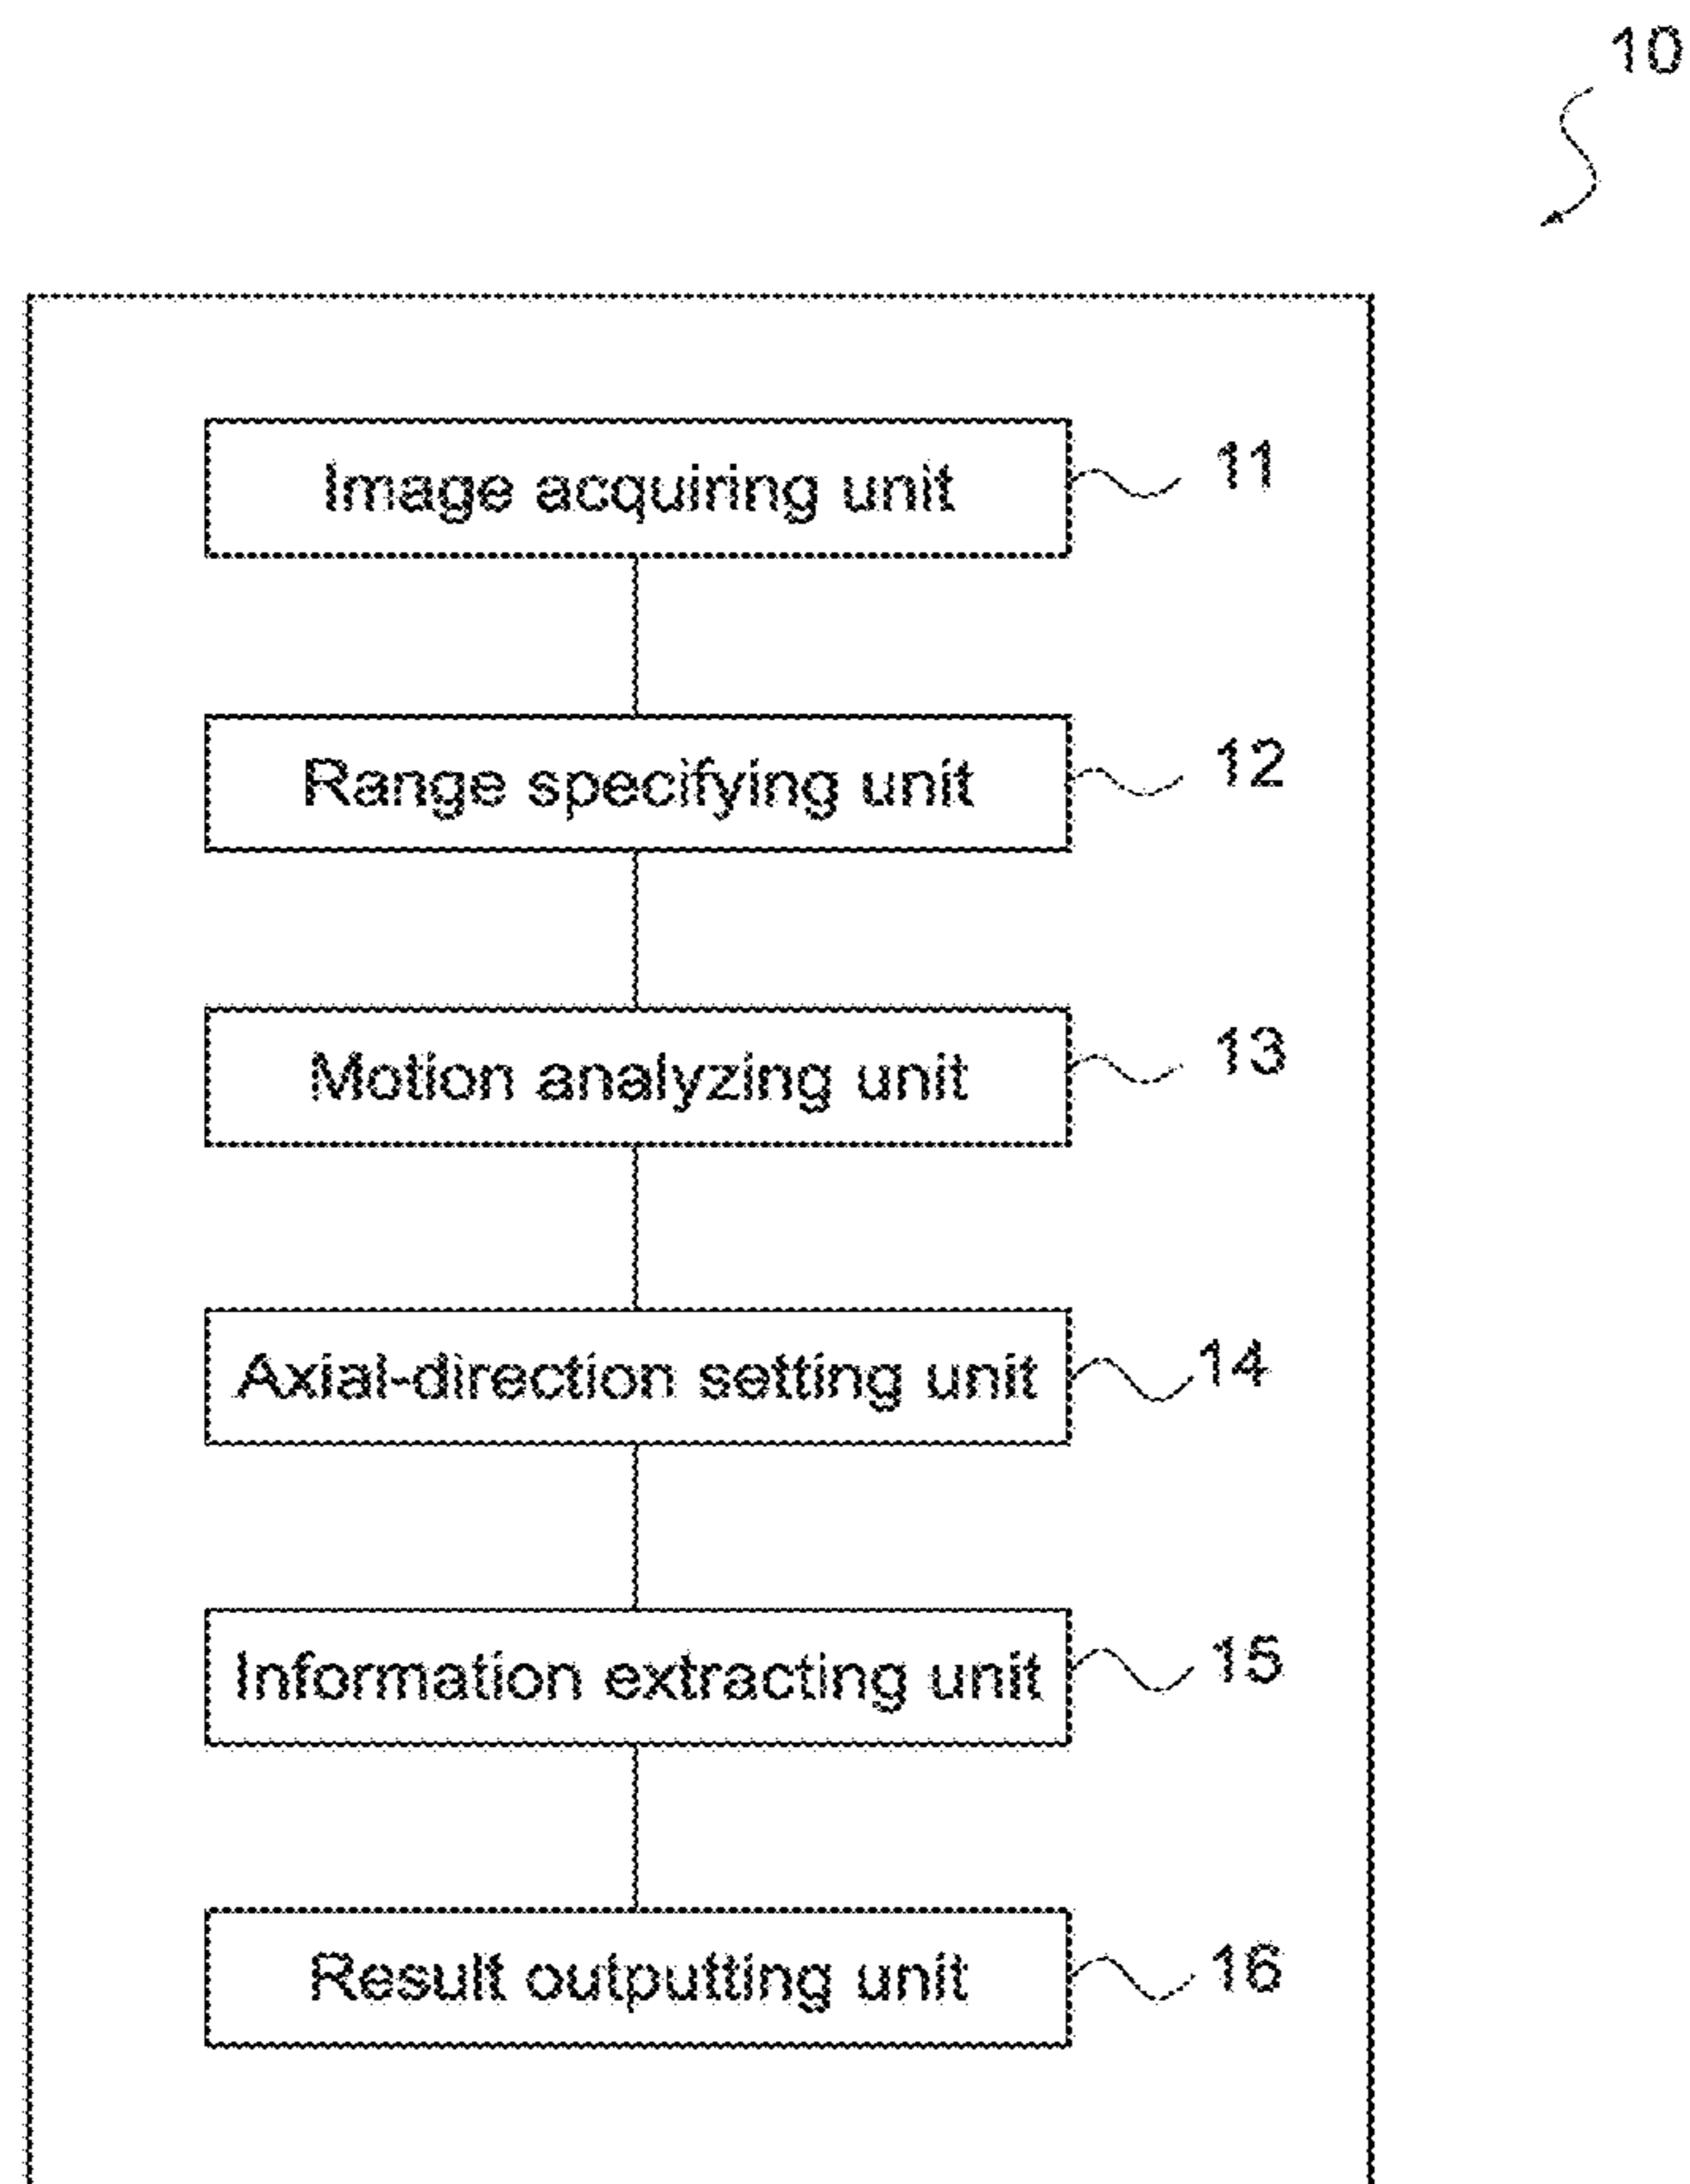 10
Image acquiring unit 11
Range specifying unit 12
Motion analyzing unit 13
Axial-direction setting unit 14
Information extracting unit 15
Result outputting unit 16